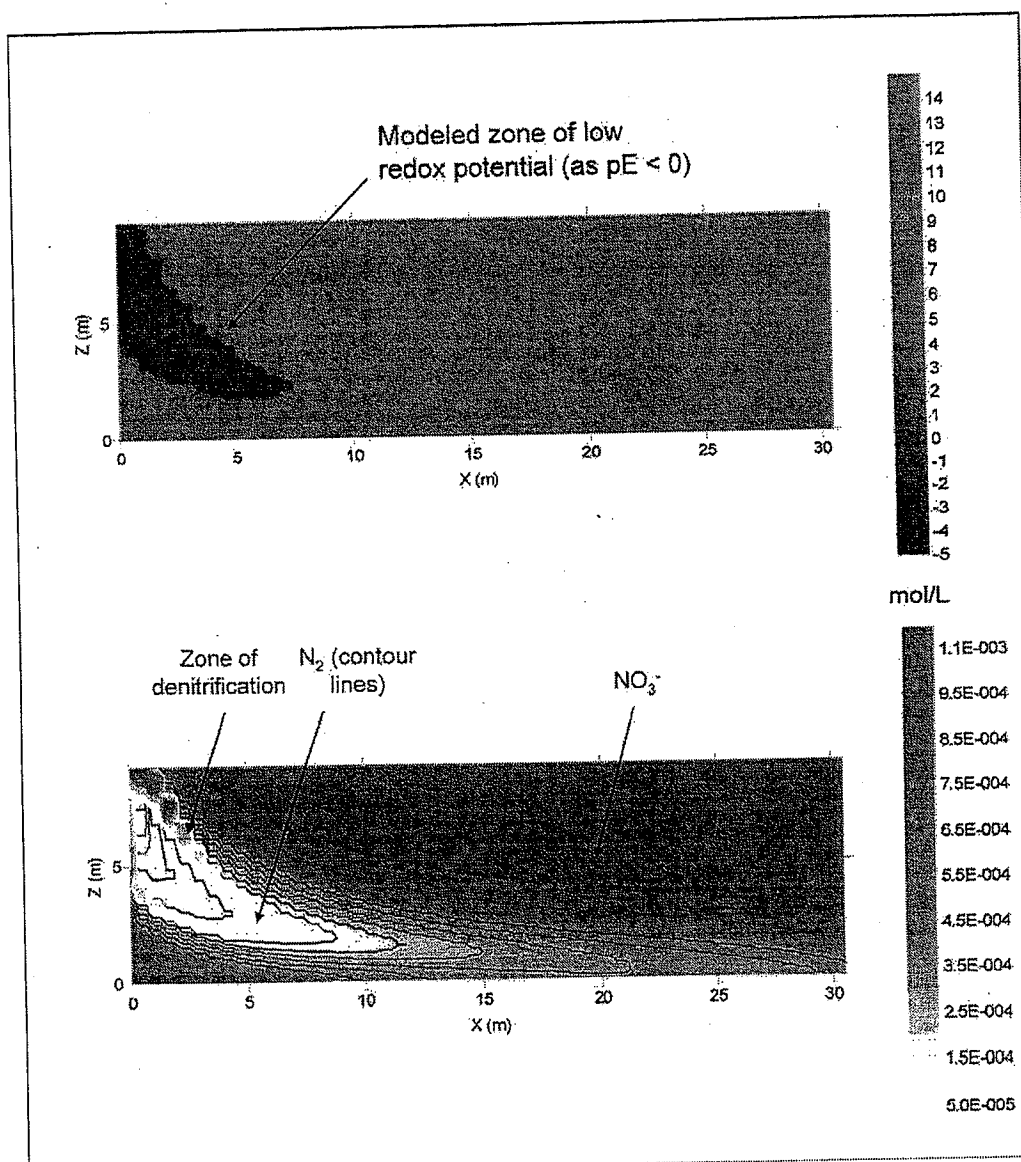 Modeled zone of low
redox potential (as pE < 0)
14
13
12
11
10
9
8
7
6
5
4
3
2
1
0
-1
-2
-3
-4
-5
Z (m)
5
0
0
5
10
15
20
25
30
X (m)
mol/L
Zone of
denitrification
N₂ (contour
lines)
NO₃⁻
1.1E-003
9.5E-004
8.5E-004
7.5E-004
6.5E-004
5.5E-004
4.5E-004
3.5E-004
2.5E-004
1.5E-004
5.0E-005
Z (m)
5
0
0
5
10
15
20
25
30
X (m)